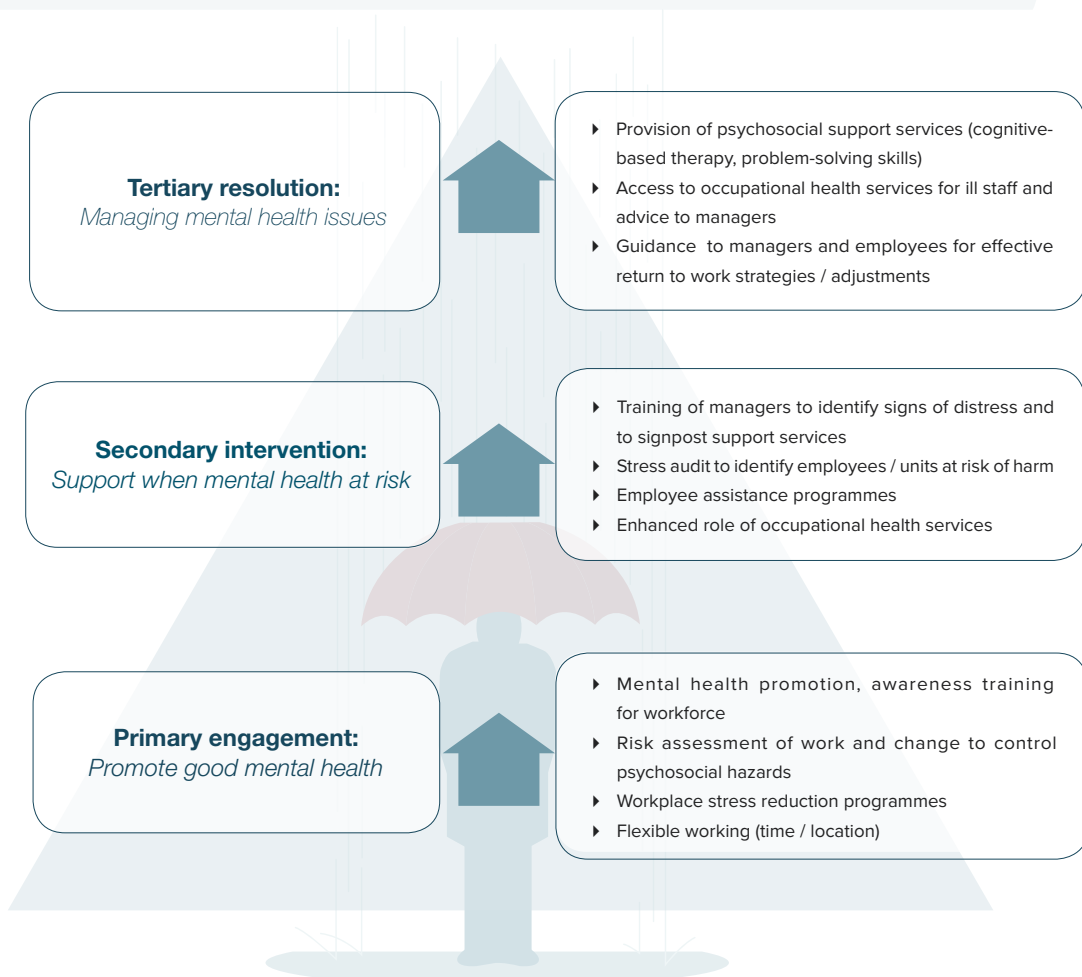 Tertiary resolution:
Managing mental health issues
‣ Provision of psychosocial support services (cognitive-
based therapy, problem-solving skills)
‣ Access to occupational health services for ill staff and
advice to managers
‣ Guidance to managers and employees for effective
return to work strategies / adjustments
Secondary intervention:
Support when mental health at risk
‣ Training of managers to identify signs of distress and
to signpost support services
‣ Stress audit to identify employees / units at risk of harm
‣ Employee assistance programmes
‣ Enhanced role of occupational health services
Primary engagement:
Promote good mental health
‣ Mental health promotion, awareness training
for workforce
‣ Risk assessment of work and change to control
psychosocial hazards
‣ Workplace stress reduction programmes
‣ Flexible working (time / location)